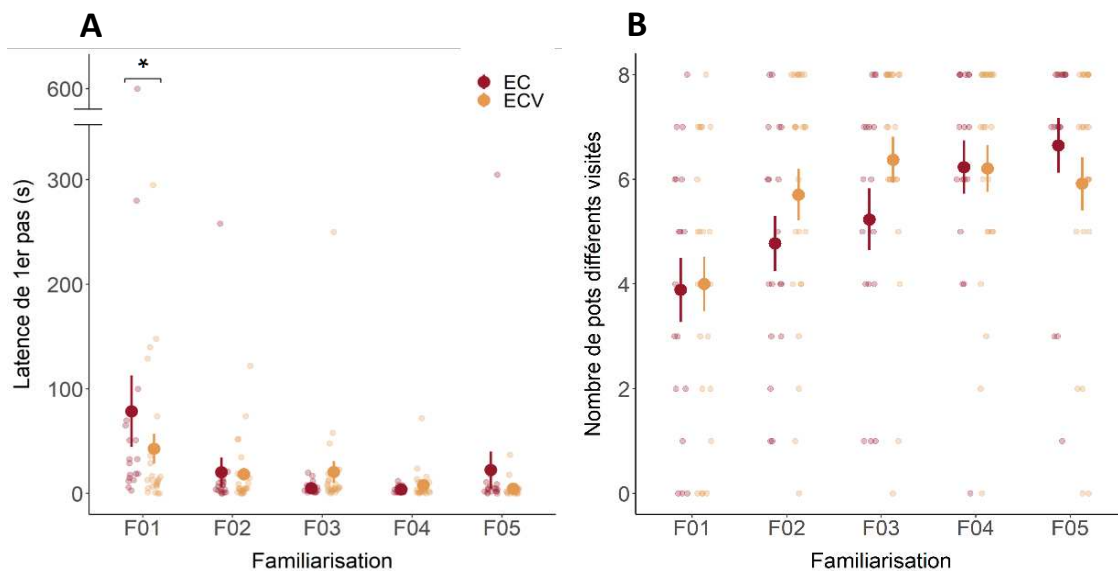 A
*
EC
ECV
600
300
200
100
0
Latence de 1er pas (s)
F01 F02 F03 F04 F05
Familiarisation
B
8
6
4
2
0
Nombre de pots différents visités
F01 F02 F03 F04 F05
Familiarisation